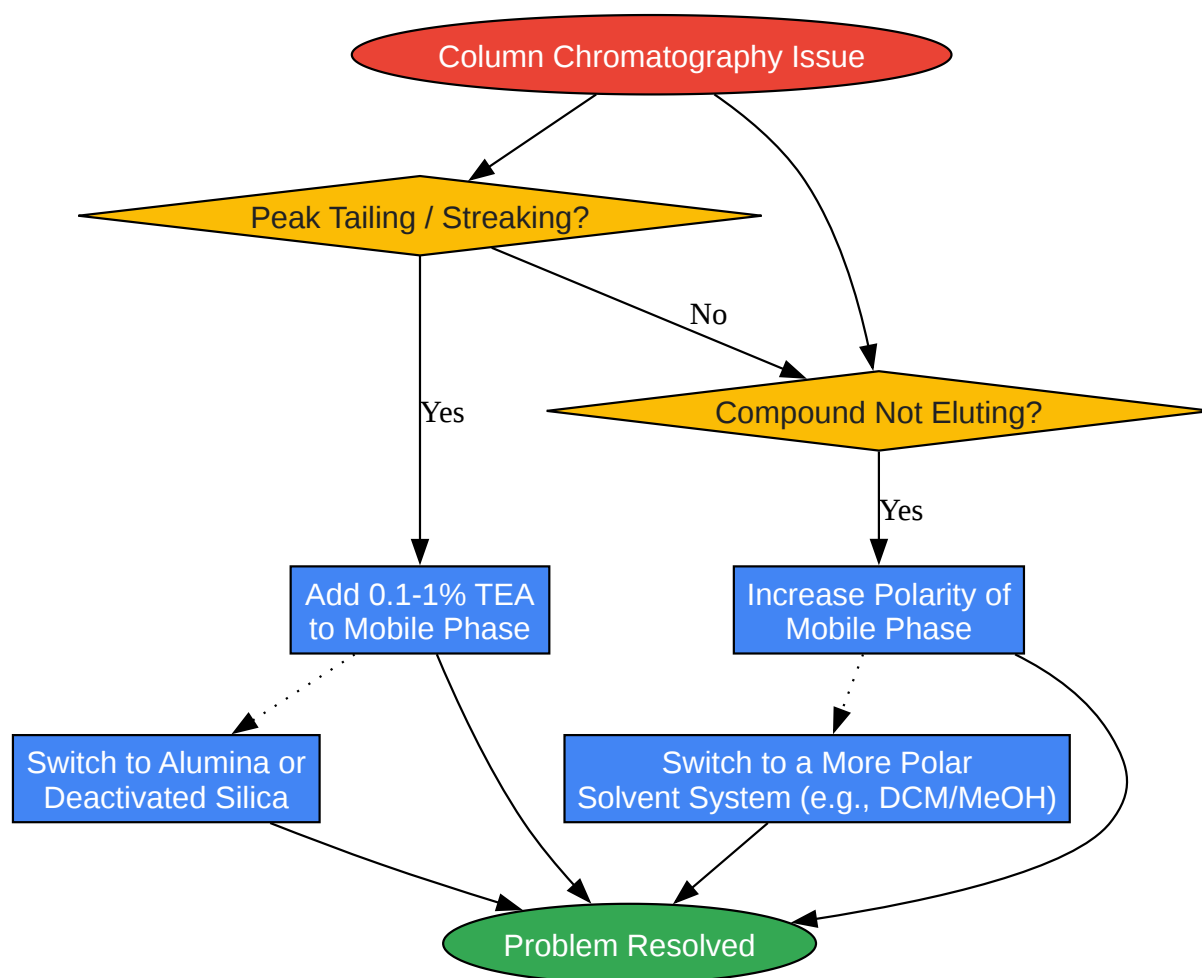 Column Chromatography Issue
Peak Tailing / Streaking?
No
Yes
Compound Not Eluting?
Yes
Add 0.1-1% TEA
to Mobile Phase
Increase Polarity of
Mobile Phase
Switch to Alumina or
Deactivated Silica
Switch to a More Polar
Solvent System (e.g., DCM/MeOH)
Problem Resolved